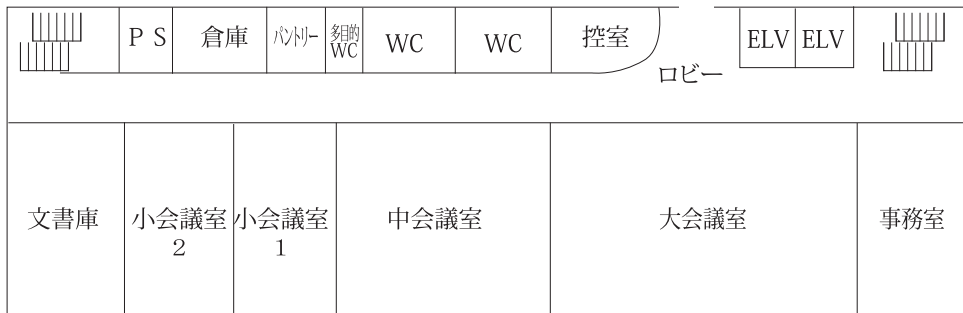 ＰＳ
倉庫
パントリー
多目的
WC
WC
WC
控室
ELV
ELV
ロビー
文書庫
小会議室
２
小会議室
１
中会議室
大会議室
事務室